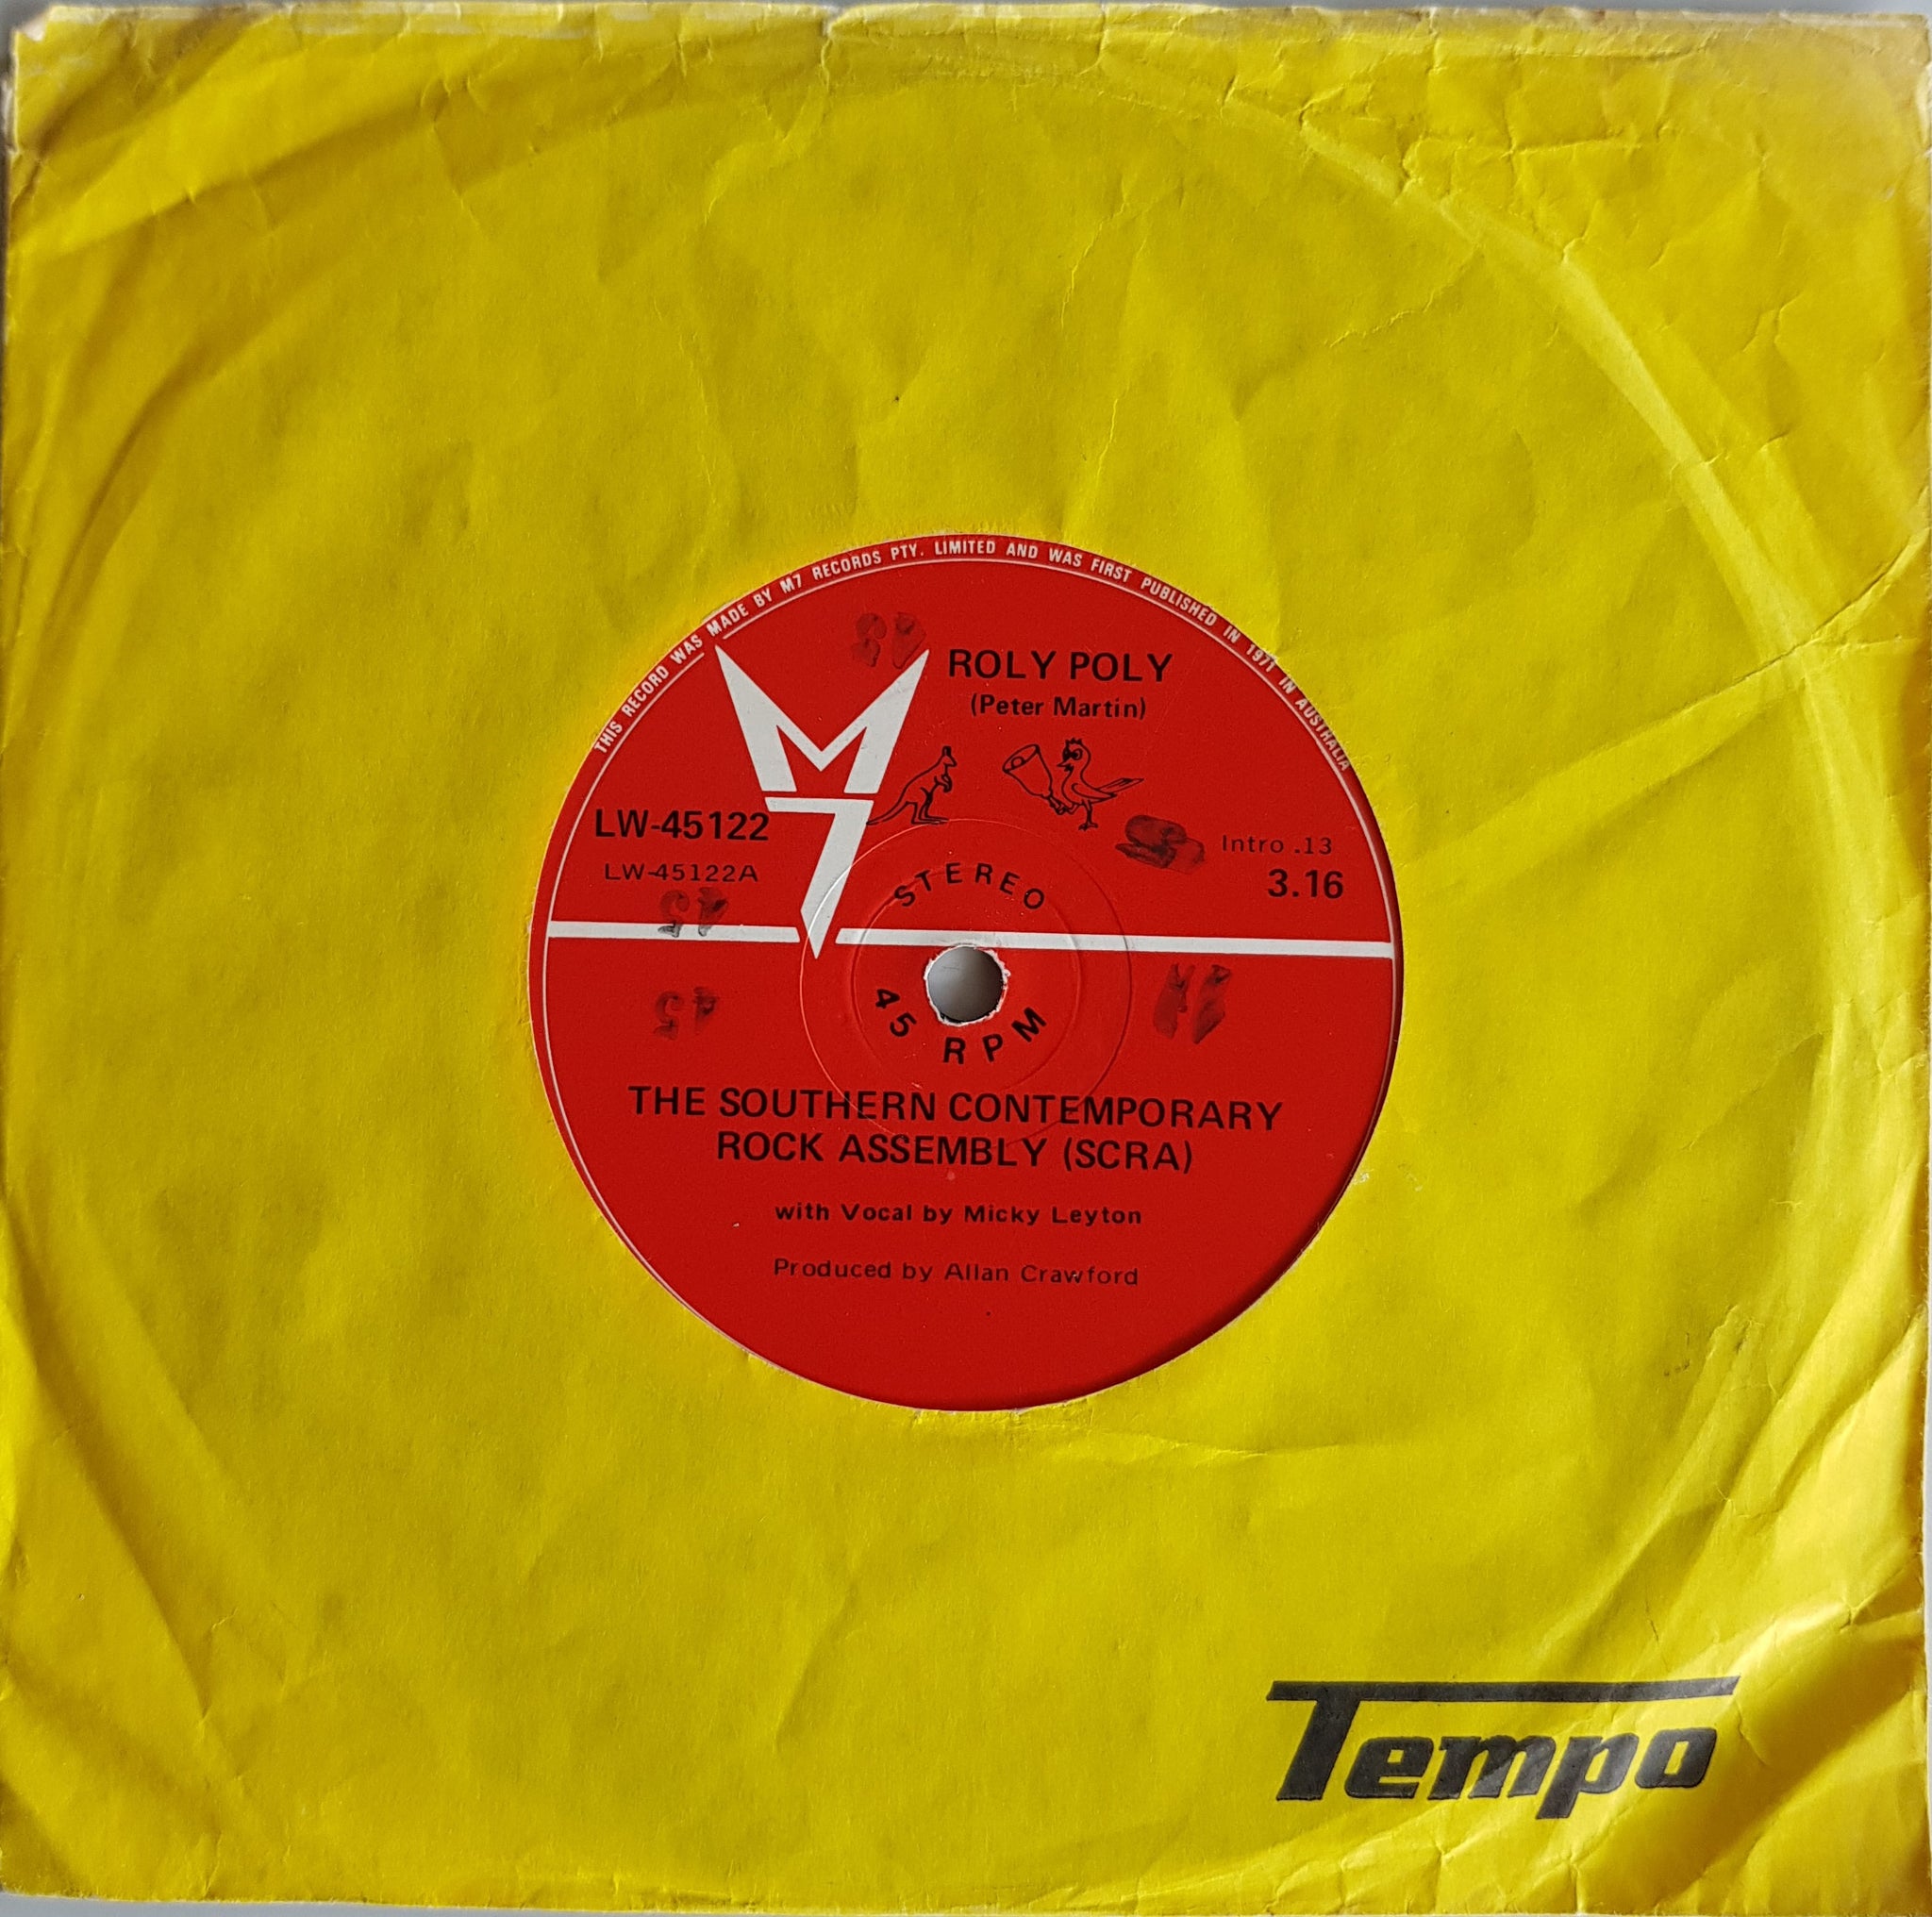 THIS RECORD WAS MADE BY M7 RECORDS PTY. LIMITED AND WAS FIRST PUBLISHED IN 1971 IN AUSTRALIA
ROLY POLY
(Peter Martin)
M7
LW-45122
LW-45122A
Intro .13
3.16
STEREO
45 RPM
THE SOUTHERN CONTEMPORARY
ROCK ASSEMBLY (SCRA)
with Vocal by Micky Leyton
Produced by Allan Crawford
Tempo